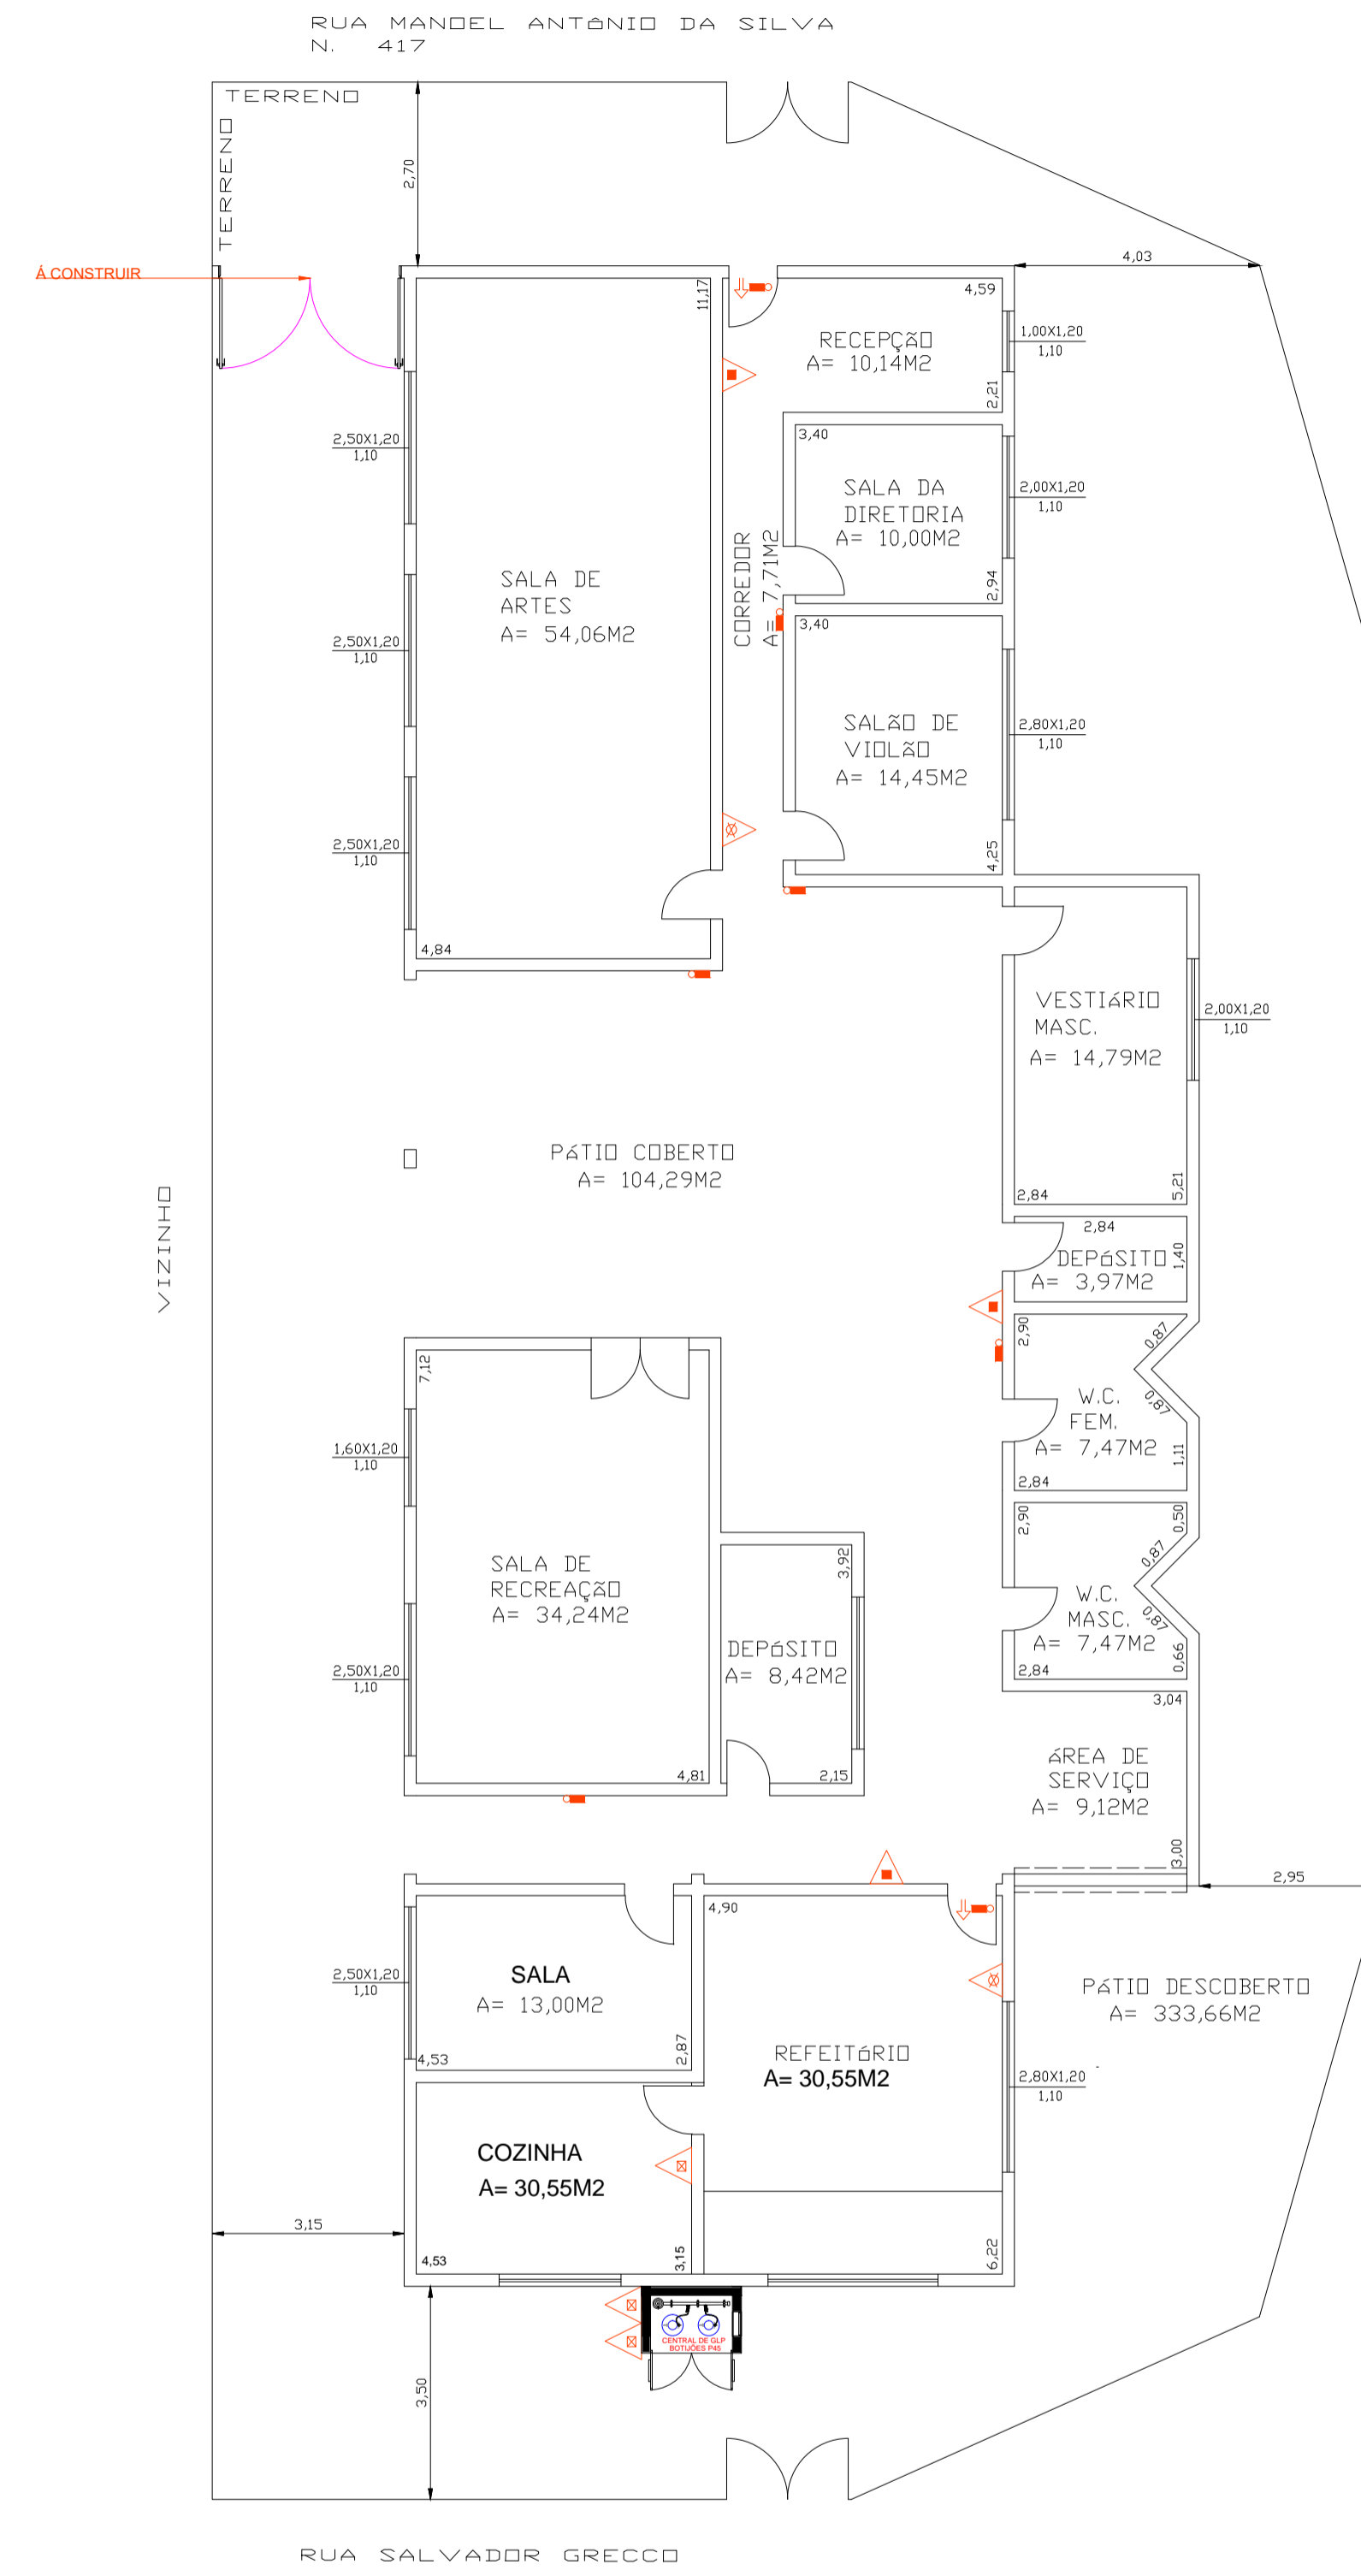 RUA MANOEL ANTÔNIO DA SILVA
N. 417
TERRENO
TERRENO
2,70
Á CONSTRUIR
4,03
11,17
4,59
RECEPÇÃO
A= 10,14M2
2,21
1,00X1,20
1,10
3,40
SALA DA
DIRETORIA
A= 10,00M2
2,94
2,00X1,20
1,10
2,50X1,20
1,10
CORREDOR
A= 7,71M2
SALA DE
ARTES
A= 54,06M2
2,50X1,20
1,10
3,40
SALÃO DE
VIOLÃO
A= 14,45M2
4,25
2,80X1,20
1,10
2,50X1,20
1,10
4,84
VESTIÁRIO
MASC.
A= 14,79M2
2,00X1,20
1,10
2,84
5,21
PÁTIO COBERTO
A= 104,29M2
VIZINHO
2,84
DEPÓSITO
A= 3,97M2
1,40
2,90
0,87
0,87
W.C.
FEM.
A= 7,47M2
1,11
2,84
7,12
1,60X1,20
1,10
2,90
0,50
0,87
0,87
W.C.
MASC.
A= 7,47M2
0,66
2,84
SALA DE
RECREAÇÃO
A= 34,24M2
3,92
DEPÓSITO
A= 8,42M2
2,50X1,20
1,10
4,81
2,15
3,04
ÁREA DE
SERVIÇO
A= 9,12M2
3,00
2,95
4,90
SALA
A= 13,00M2
2,50X1,20
1,10
4,53
2,87
REFEITÓRIO
A= 30,55M2
PÁTIO DESCOBERTO
A= 333,66M2
2,80X1,20
1,10
COZINHA
A= 30,55M2
3,15
4,53
3,15
6,22
CENTRAL DE GLP
BOTIJÕES P45
3,50
RUA SALVADOR GRECCO